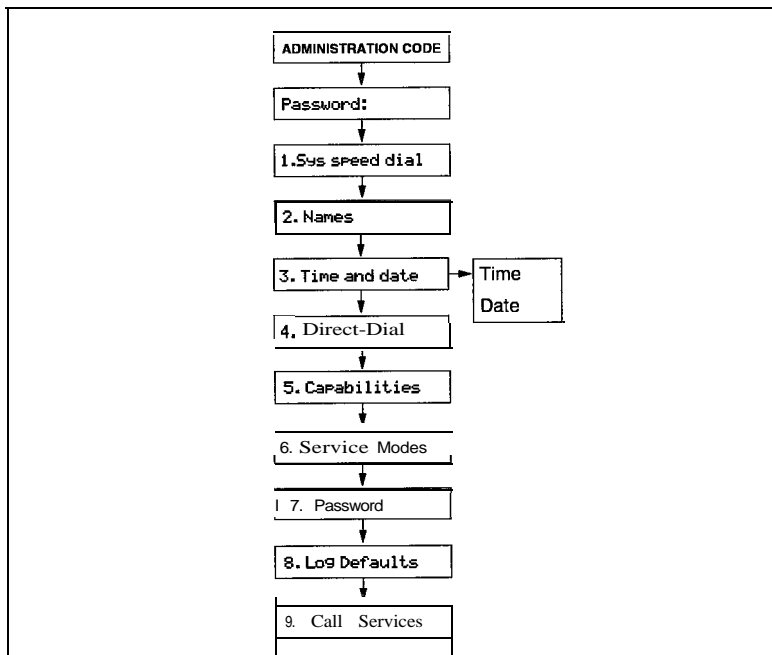 ADMINISTRATION CODE
Password:
1.Sys speed dial
2. Names
3. Time and date
Time
Date
4. Direct-Dial
5. Capabilities
6. Service Modes
7. Password
8. Log Defaults
9. Call Services